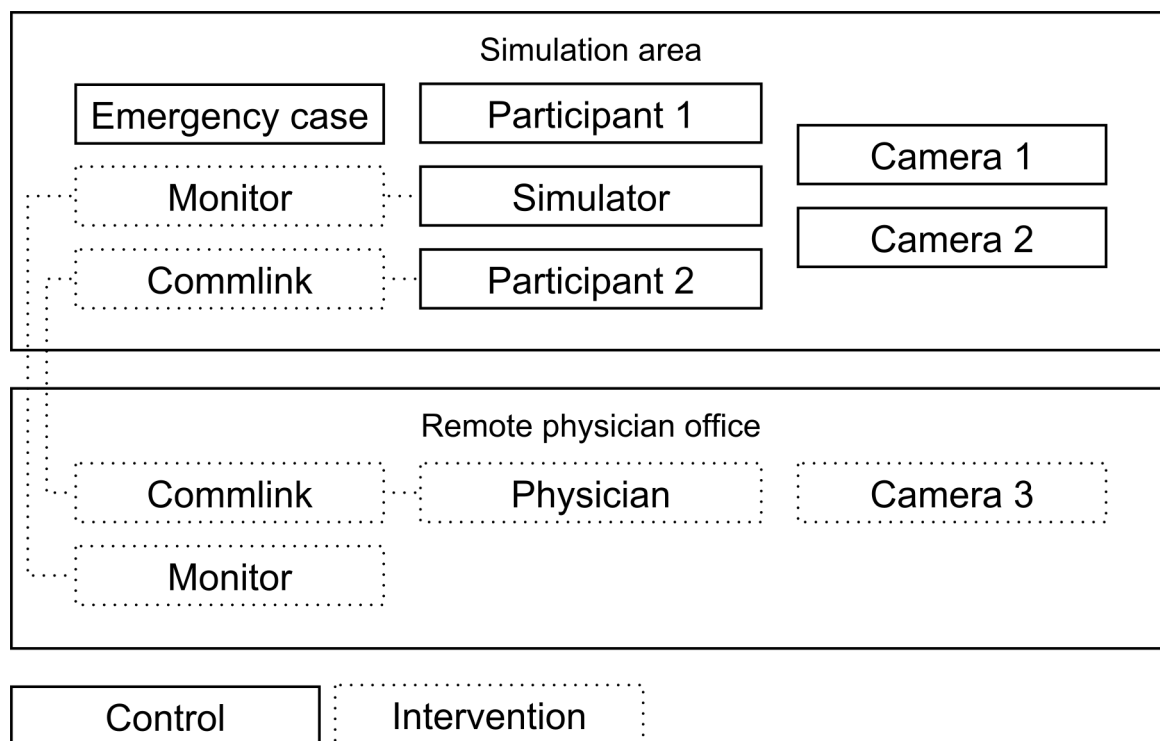 Simulation area
Emergency case
Participant 1
Camera 1
Monitor
Simulator
Camera 2
Commlink
Participant 2
Remote physician office
Commlink
Physician
Camera 3
Monitor
Control
Intervention